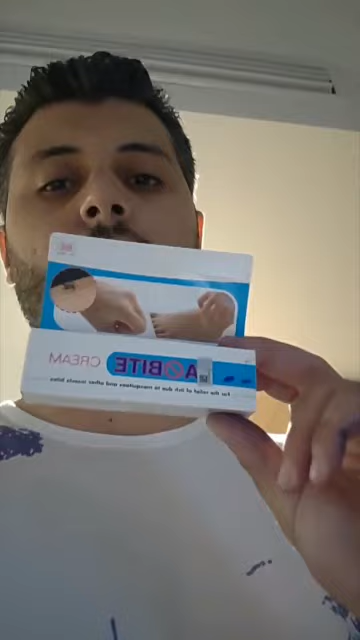 A BITE CREAM
For the relief of itch due to mosquitoes and other insects bites